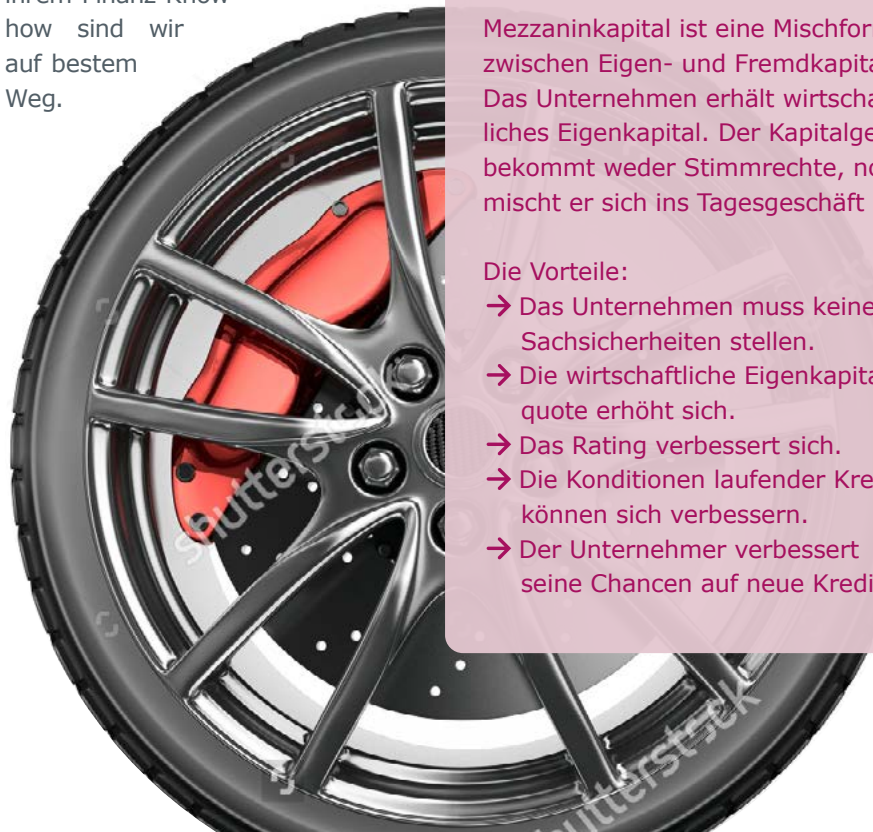 how sind wir
auf bestem
Weg.
Mezzaninkapital ist eine Mischfor
zwischen Eigen- und Fremdkapita
Das Unternehmen erhält wirtscha
liches Eigenkapital. Der Kapitalge
bekommt weder Stimmrechte, no
mischt er sich ins Tagesgeschäft
Die Vorteile:
→ Das Unternehmen muss keine
Sachsicherheiten stellen.
→ Die wirtschaftliche Eigenkapita
quote erhöht sich.
→ Das Rating verbessert sich.
→ Die Konditionen laufender Kre
können sich verbessern.
→ Der Unternehmer verbessert
seine Chancen auf neue Kredi
shutterstock
shutterstock